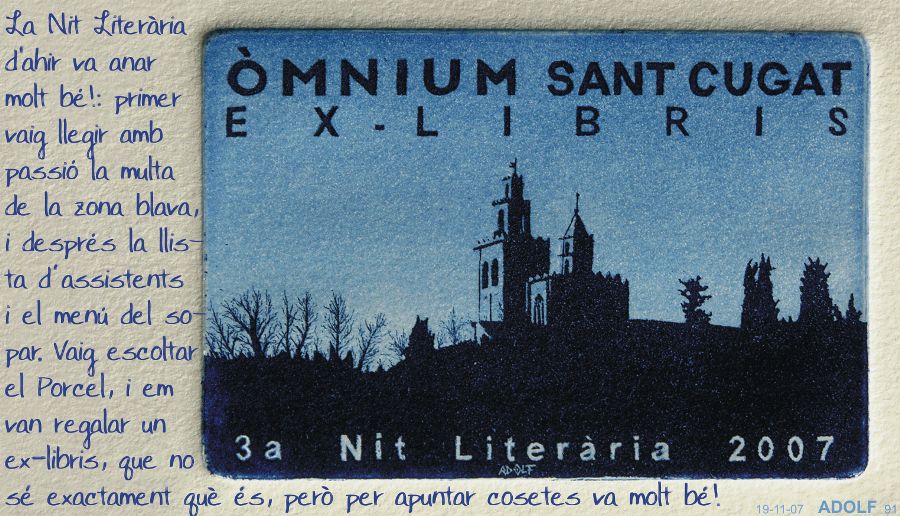 La Nit Literària
d'ahir va anar
molt bé!: primer
vaig llegir amb
passió la multa
de la zona blava,
i després la llis-
ta d'assistents
i el menú del so-
par. Vaig escoltar
el Porcel, i em
van regalar un
ex-libris, que no
sé exactament què és, però per apuntar cosetes va molt bé!
ÒMNIUM SANT CUGAT
EX-LIBRIS
3a Nit Literària 2007
ADOLF
19-11-07 ADOLF 91